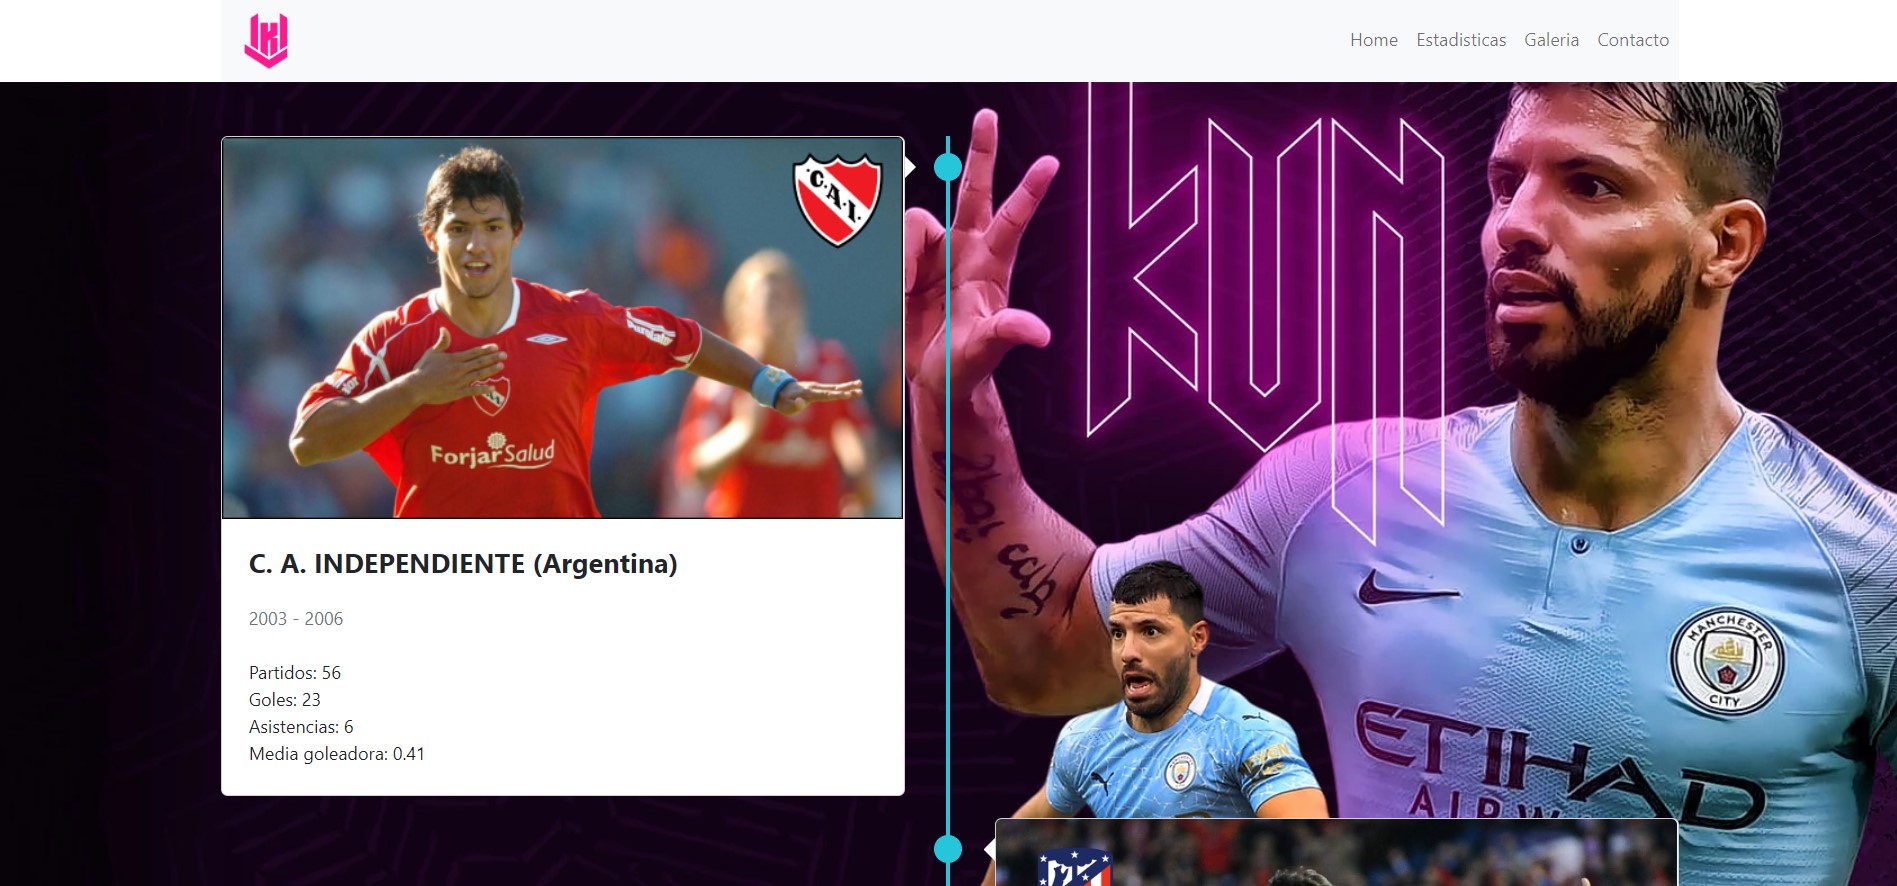 Home Estadisticas Galeria Contacto
C.A.I.
ForjarSalud
KUN
C. A. INDEPENDIENTE (Argentina)
2003 - 2006
Partidos: 56
Goles: 23
Asistencias: 6
Media goleadora: 0.41
MANCHESTER
CITY
ETIHAD